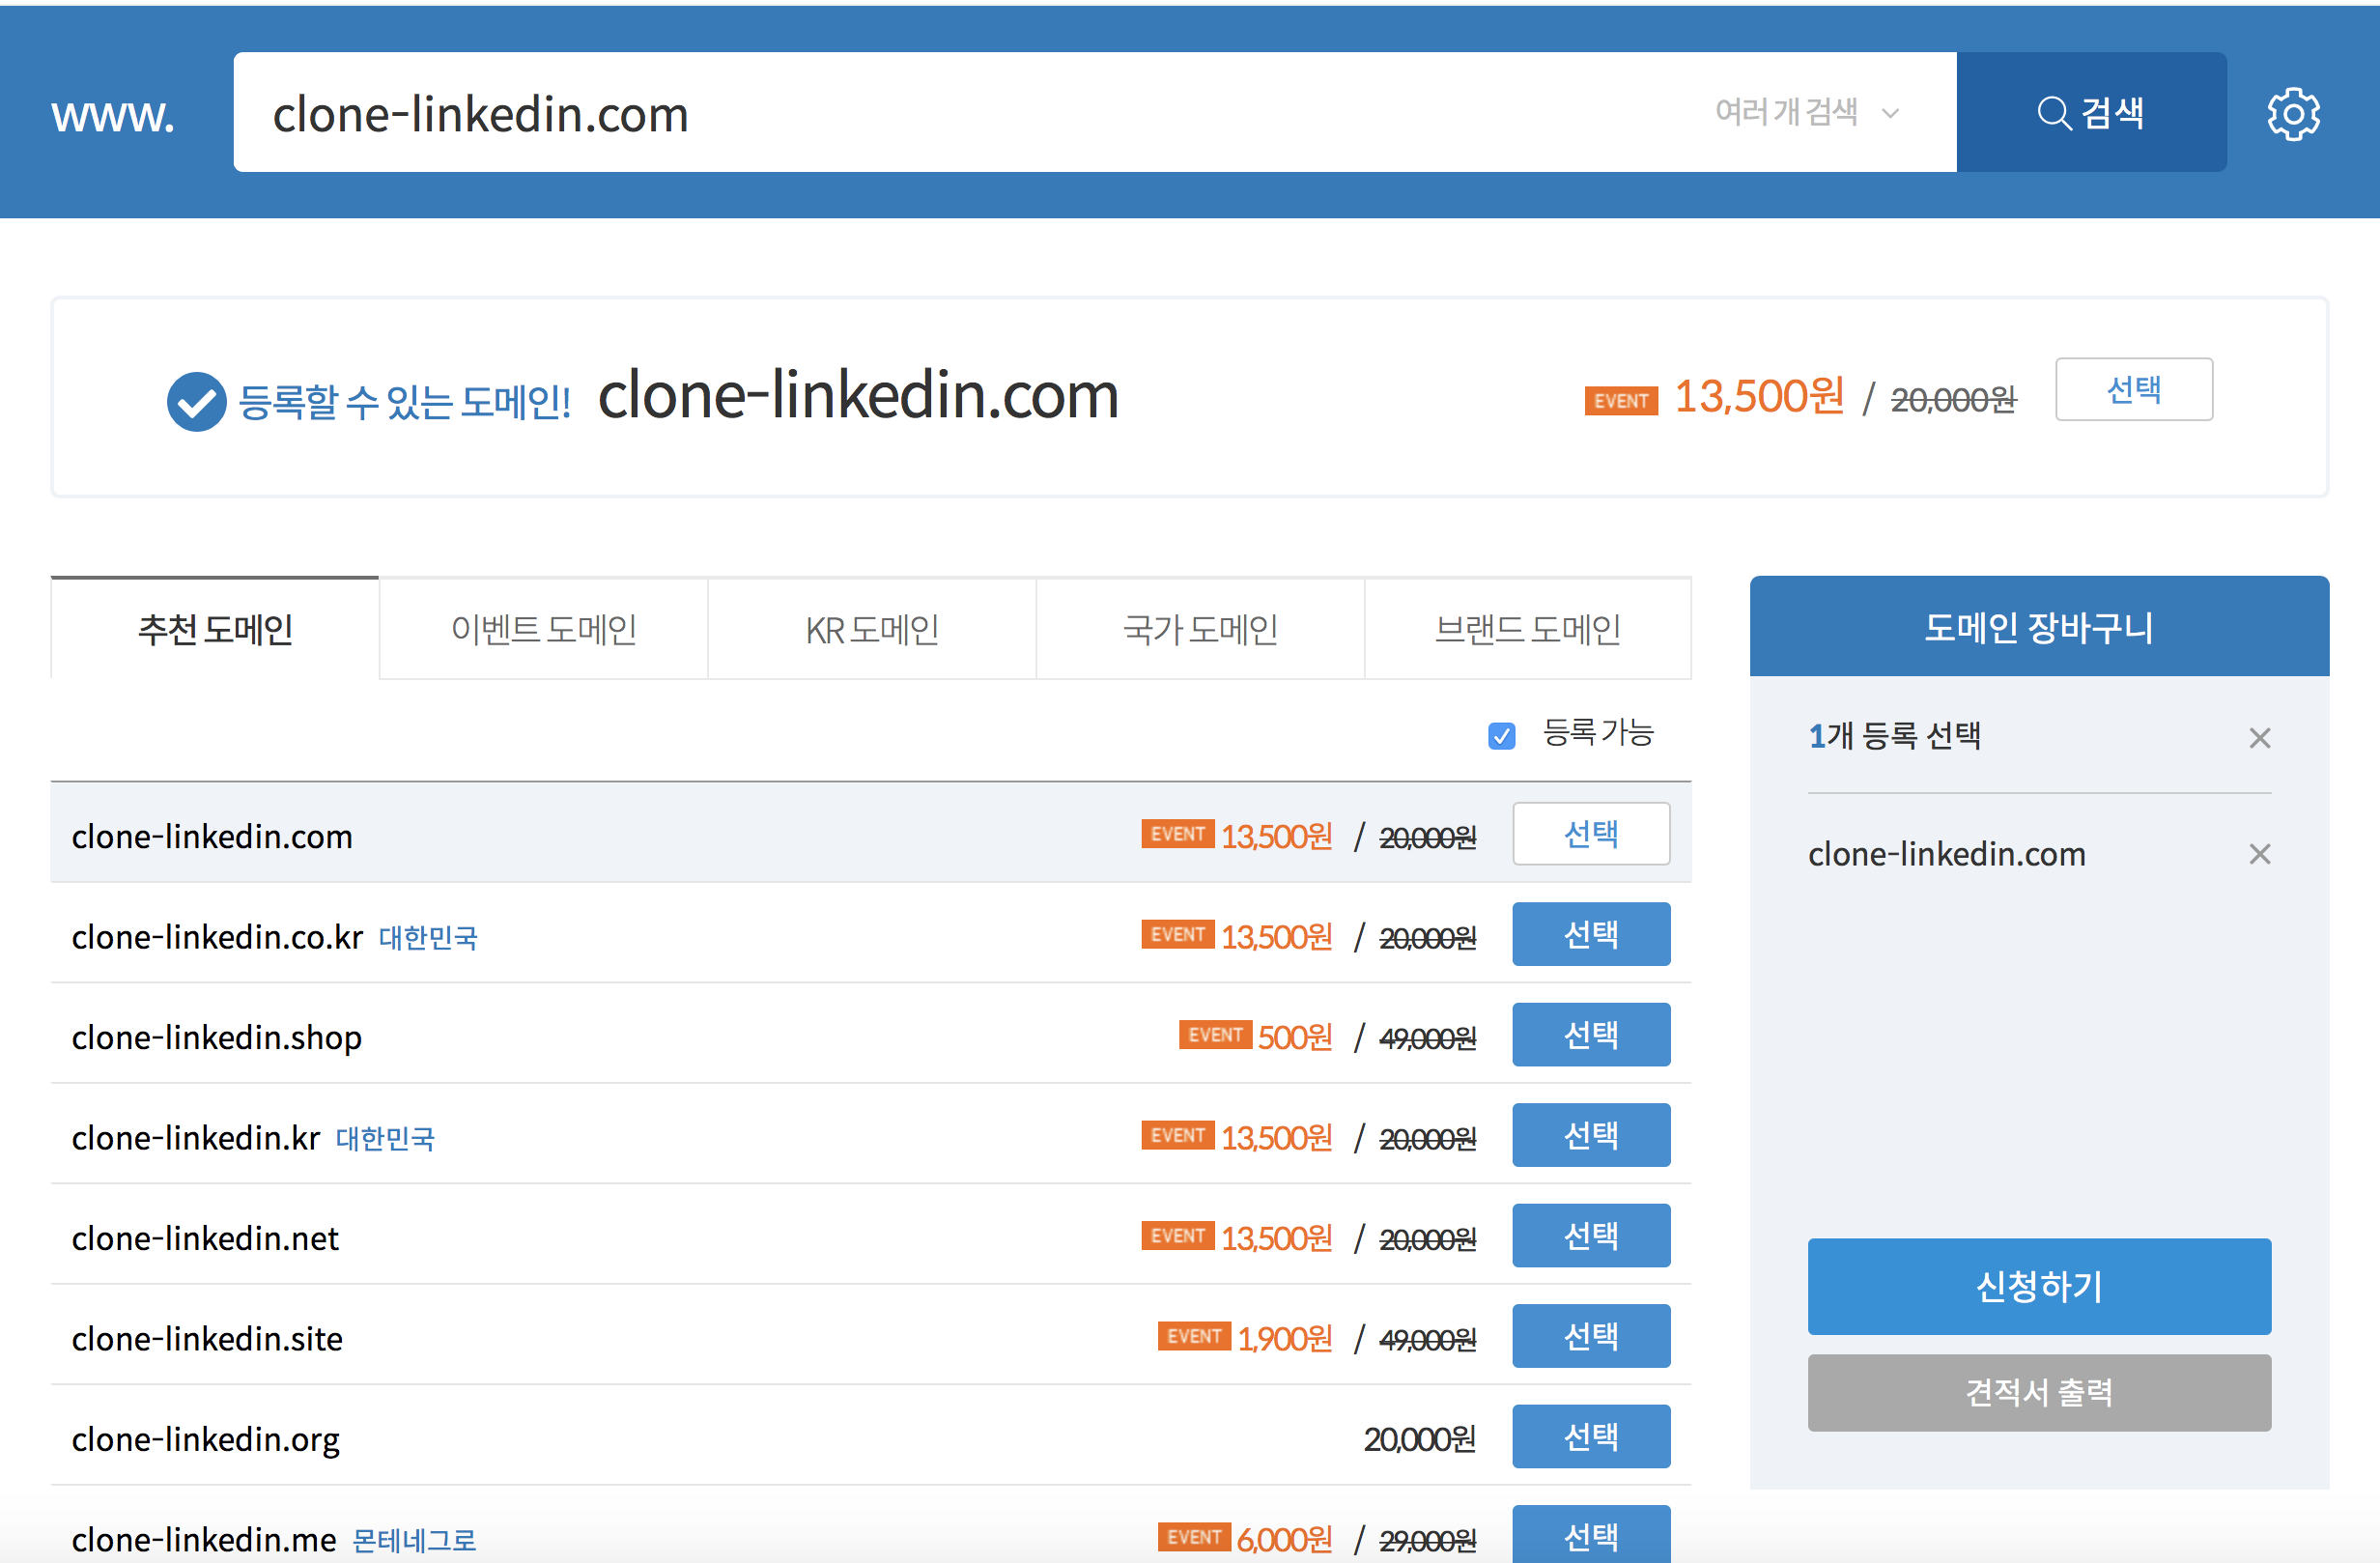 www.
clone-linkedin.com
여러 개 검색
검색
등록할 수 있는 도메인! clone-linkedin.com EVENT 13,500원 / 20,000원 선택
추천 도메인 이벤트 도메인 KR 도메인 국가 도메인 브랜드 도메인
등록 가능
clone-linkedin.com EVENT 13,500원 / 20,000원 선택
clone-linkedin.co.kr 대한민국 EVENT 13,500원 / 20,000원 선택
clone-linkedin.shop EVENT 500원 / 49,000원 선택
clone-linkedin.kr 대한민국 EVENT 13,500원 / 20,000원 선택
clone-linkedin.net EVENT 13,500원 / 20,000원 선택
clone-linkedin.site EVENT 1,900원 / 49,000원 선택
clone-linkedin.org 20,000원 선택
clone-linkedin.me 몬테네그로 EVENT 6,000원 / 29,000원 선택
도메인 장바구니
1개 등록 선택
clone-linkedin.com
신청하기
견적서 출력